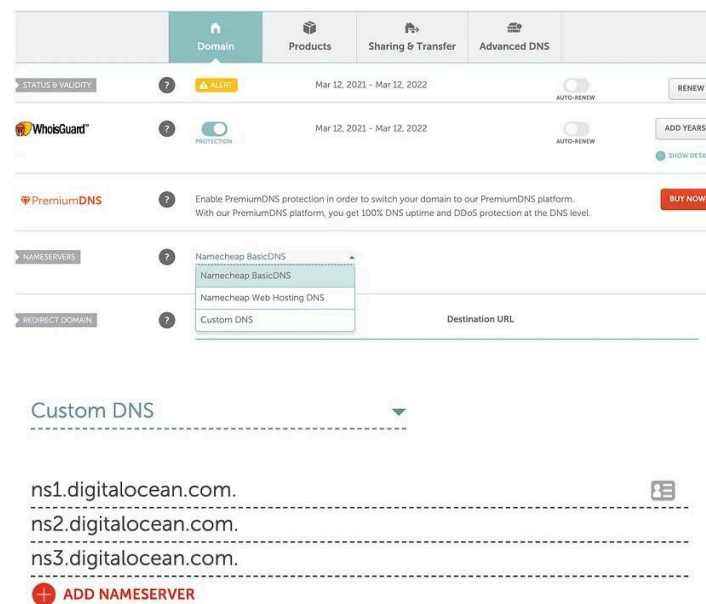 Domain
Products
Sharing & Transfer
Advanced DNS
STATUS & VALIDITY
?
ALERT
Mar 12, 2021 - Mar 12, 2022
AUTO-RENEW
RENEW
WhoisGuard™
?
PROTECTION
Mar 12, 2021 - Mar 12, 2022
AUTO-RENEW
ADD YEARS
SHOW DETA
PremiumDNS
?
Enable PremiumDNS protection in order to switch your domain to our PremiumDNS platform.
With our PremiumDNS platform, you get 100% DNS uptime and DDoS protection at the DNS level.
BUY NOW
NAMESERVERS
?
Namecheap BasicDNS
Namecheap BasicDNS
Namecheap Web Hosting DNS
Custom DNS
REDIRECT DOMAIN
?
Destination URL
Custom DNS
ns1.digitalocean.com.
ns2.digitalocean.com.
ns3.digitalocean.com.
ADD NAMESERVER